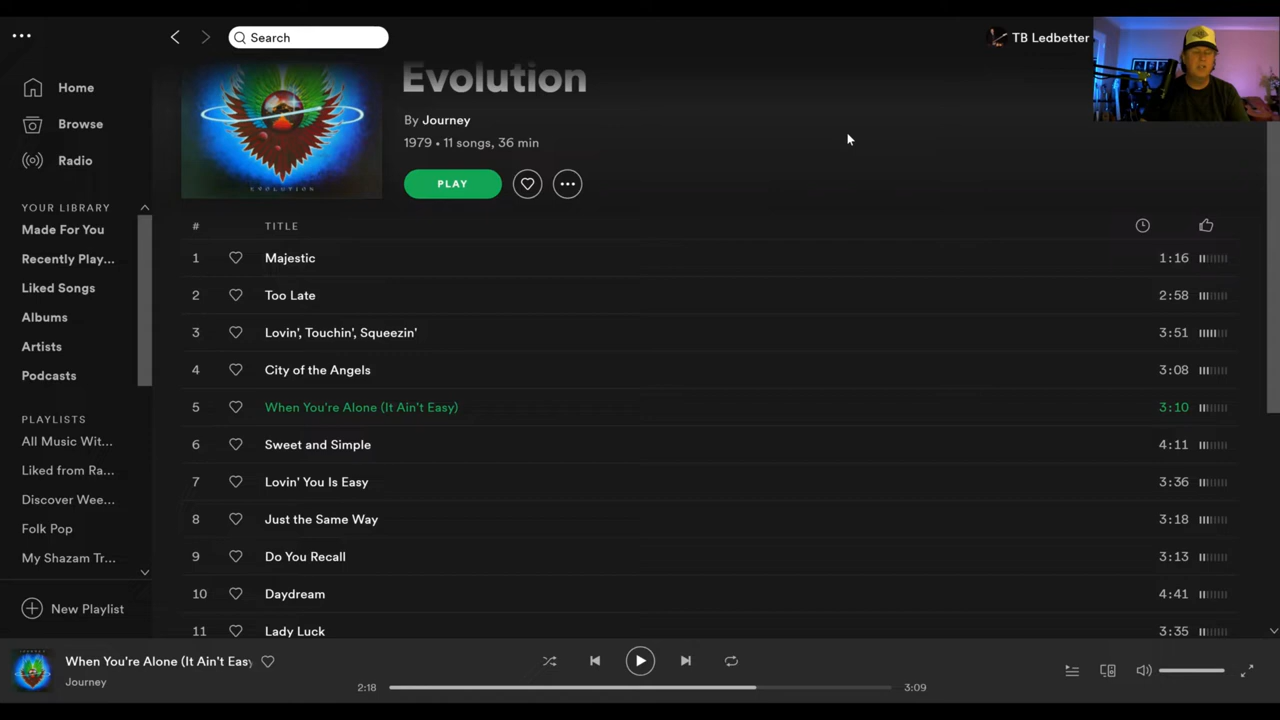 Search
TB Ledbetter
Home
Browse
Radio
YOUR LIBRARY
Made For You
Recently Play...
Liked Songs
Albums
Artists
Podcasts
PLAYLISTS
All Music Wit...
Liked from Ra...
Discover Wee...
Folk Pop
My Shazam Tr...
New Playlist
EVOLUTION
Evolution
By Journey
1979 • 11 songs, 36 min
PLAY
# TITLE
1 Majestic 1:16
2 Too Late 2:58
3 Lovin', Touchin', Squeezin' 3:51
4 City of the Angels 3:08
5 When You're Alone (It Ain't Easy) 3:10
6 Sweet and Simple 4:11
7 Lovin' You Is Easy 3:36
8 Just the Same Way 3:18
9 Do You Recall 3:13
10 Daydream 4:41
11 Lady Luck 3:35
When You're Alone (It Ain't Easy
Journey
2:18 3:09